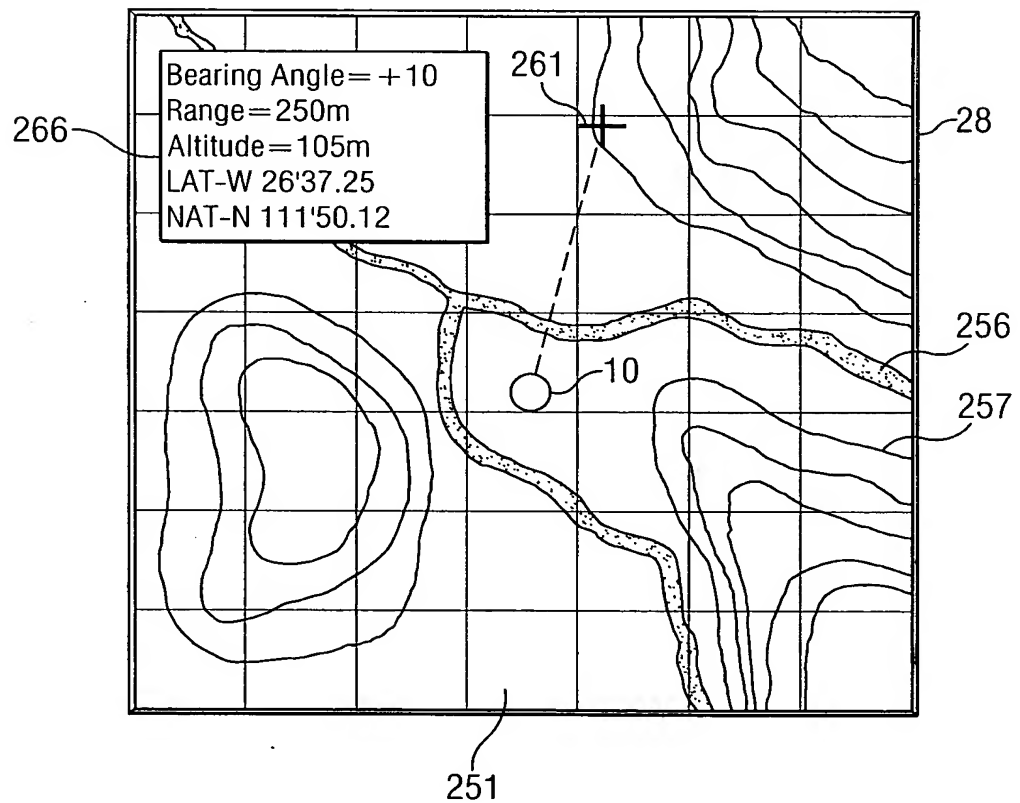 Bearing Angle=+10
Range=250m
Altitude=105m
LAT-W 26'37.25
NAT-N 111'50.12
266
261
28
256
10
257
251